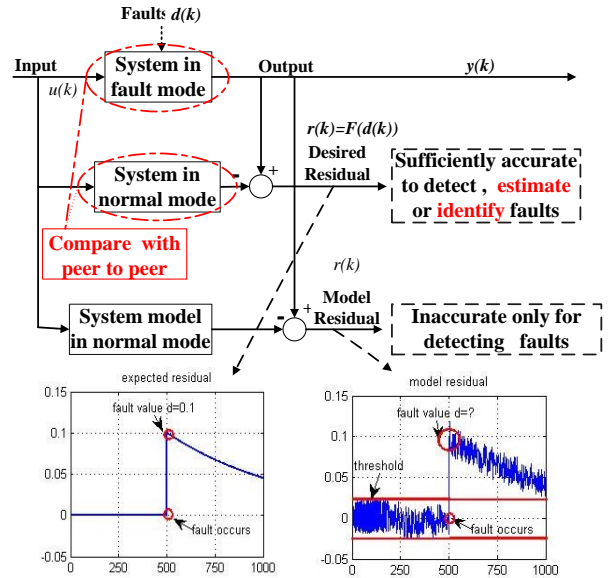 Faults d(k)
Input
u(k)
System in
fault mode
Output
y(k)
r(k)=F(d(k))
Desired
Residual
System in
normal mode
-
+
Sufficiently accurate
to detect , estimate
or identify faults
Compare with
peer to peer
r(k)
System model
in normal mode
-
+
Model
Residual
Inaccurate only for
detecting faults
expected residual
0.15
0.1
0.05
0
-0.05
fault value d=0.1
fault occurs
0 250 500 750 1000
model residual
0.15
0.1
0.05
0
-0.05
fault value d=?
threshold
fault occurs
0 250 500 750 1000